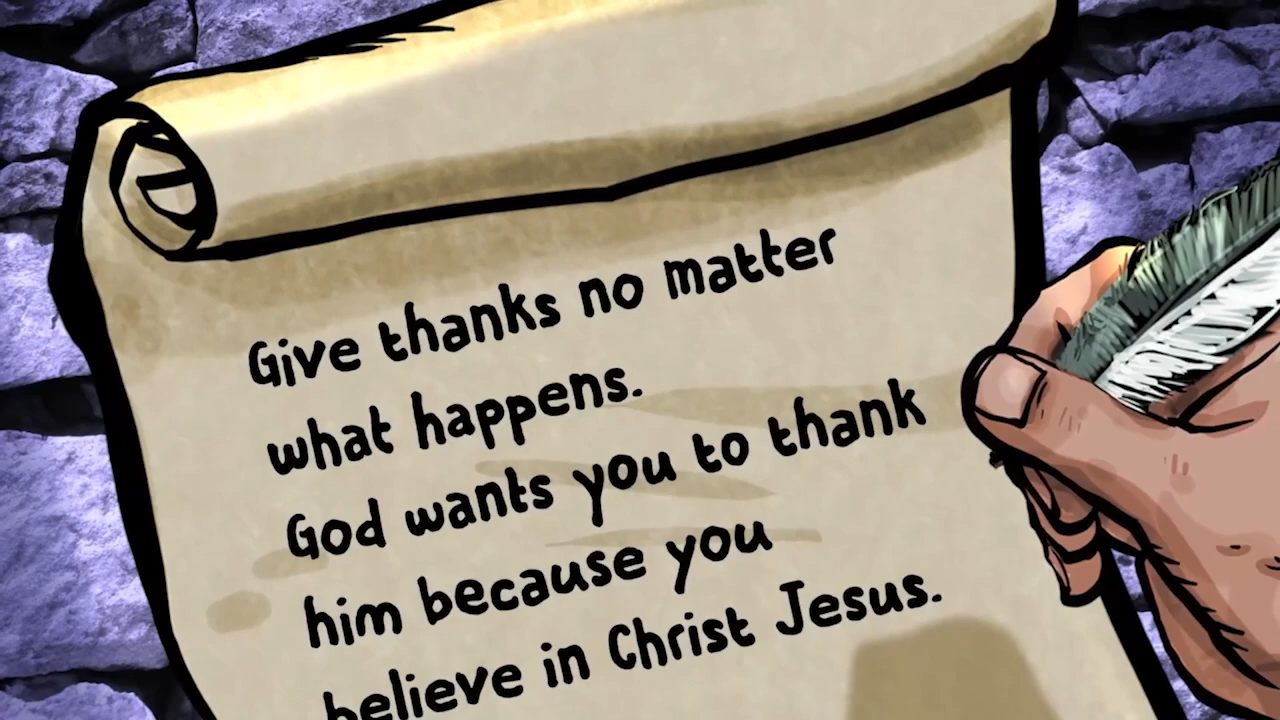 Give thanks no matter
what happens.
God wants you to thank
him because you
believe in Christ Jesus.